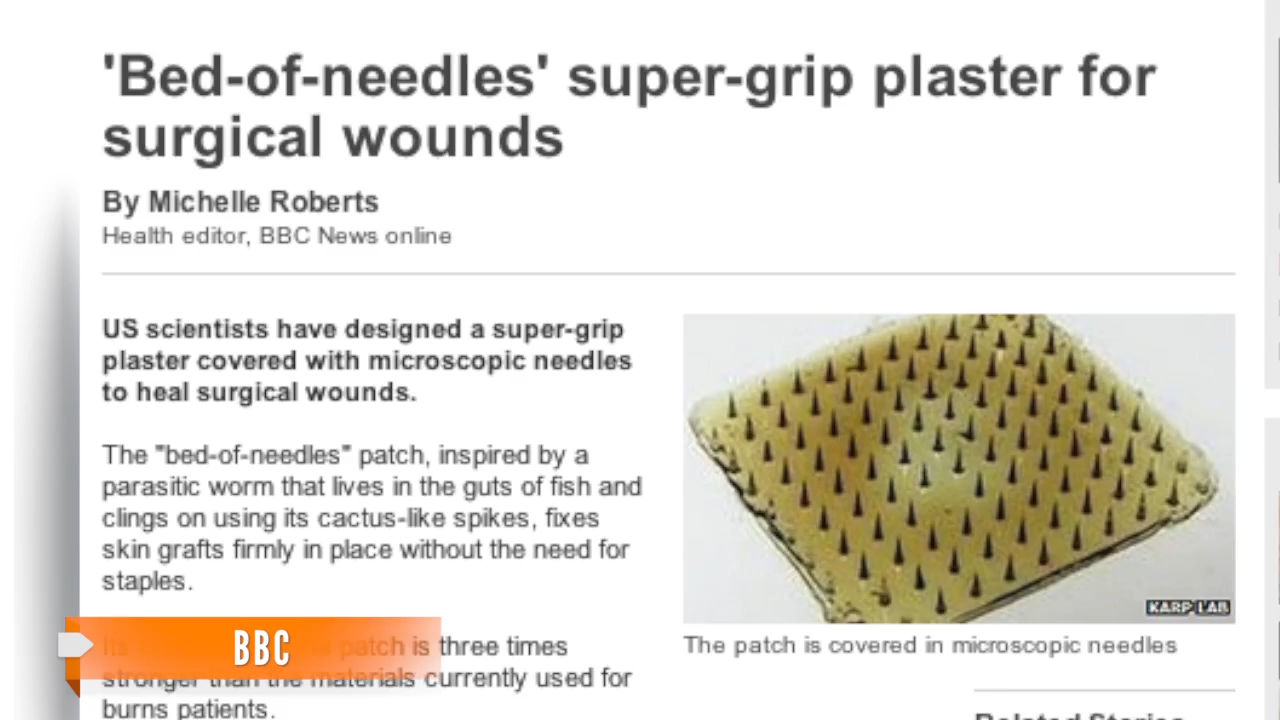 'Bed-of-needles' super-grip plaster for
surgical wounds
By Michelle Roberts
Health editor, BBC News online
US scientists have designed a super-grip
plaster covered with microscopic needles
to heal surgical wounds.
The "bed-of-needles" patch, inspired by a
parasitic worm that lives in the guts of fish and
clings on using its cactus-like spikes, fixes
skin grafts firmly in place without the need for
staples.
Its patch is three times
stronger than the materials currently used for
burns patients.
BBC
KARP LAB
The patch is covered in microscopic needles
Related Stories